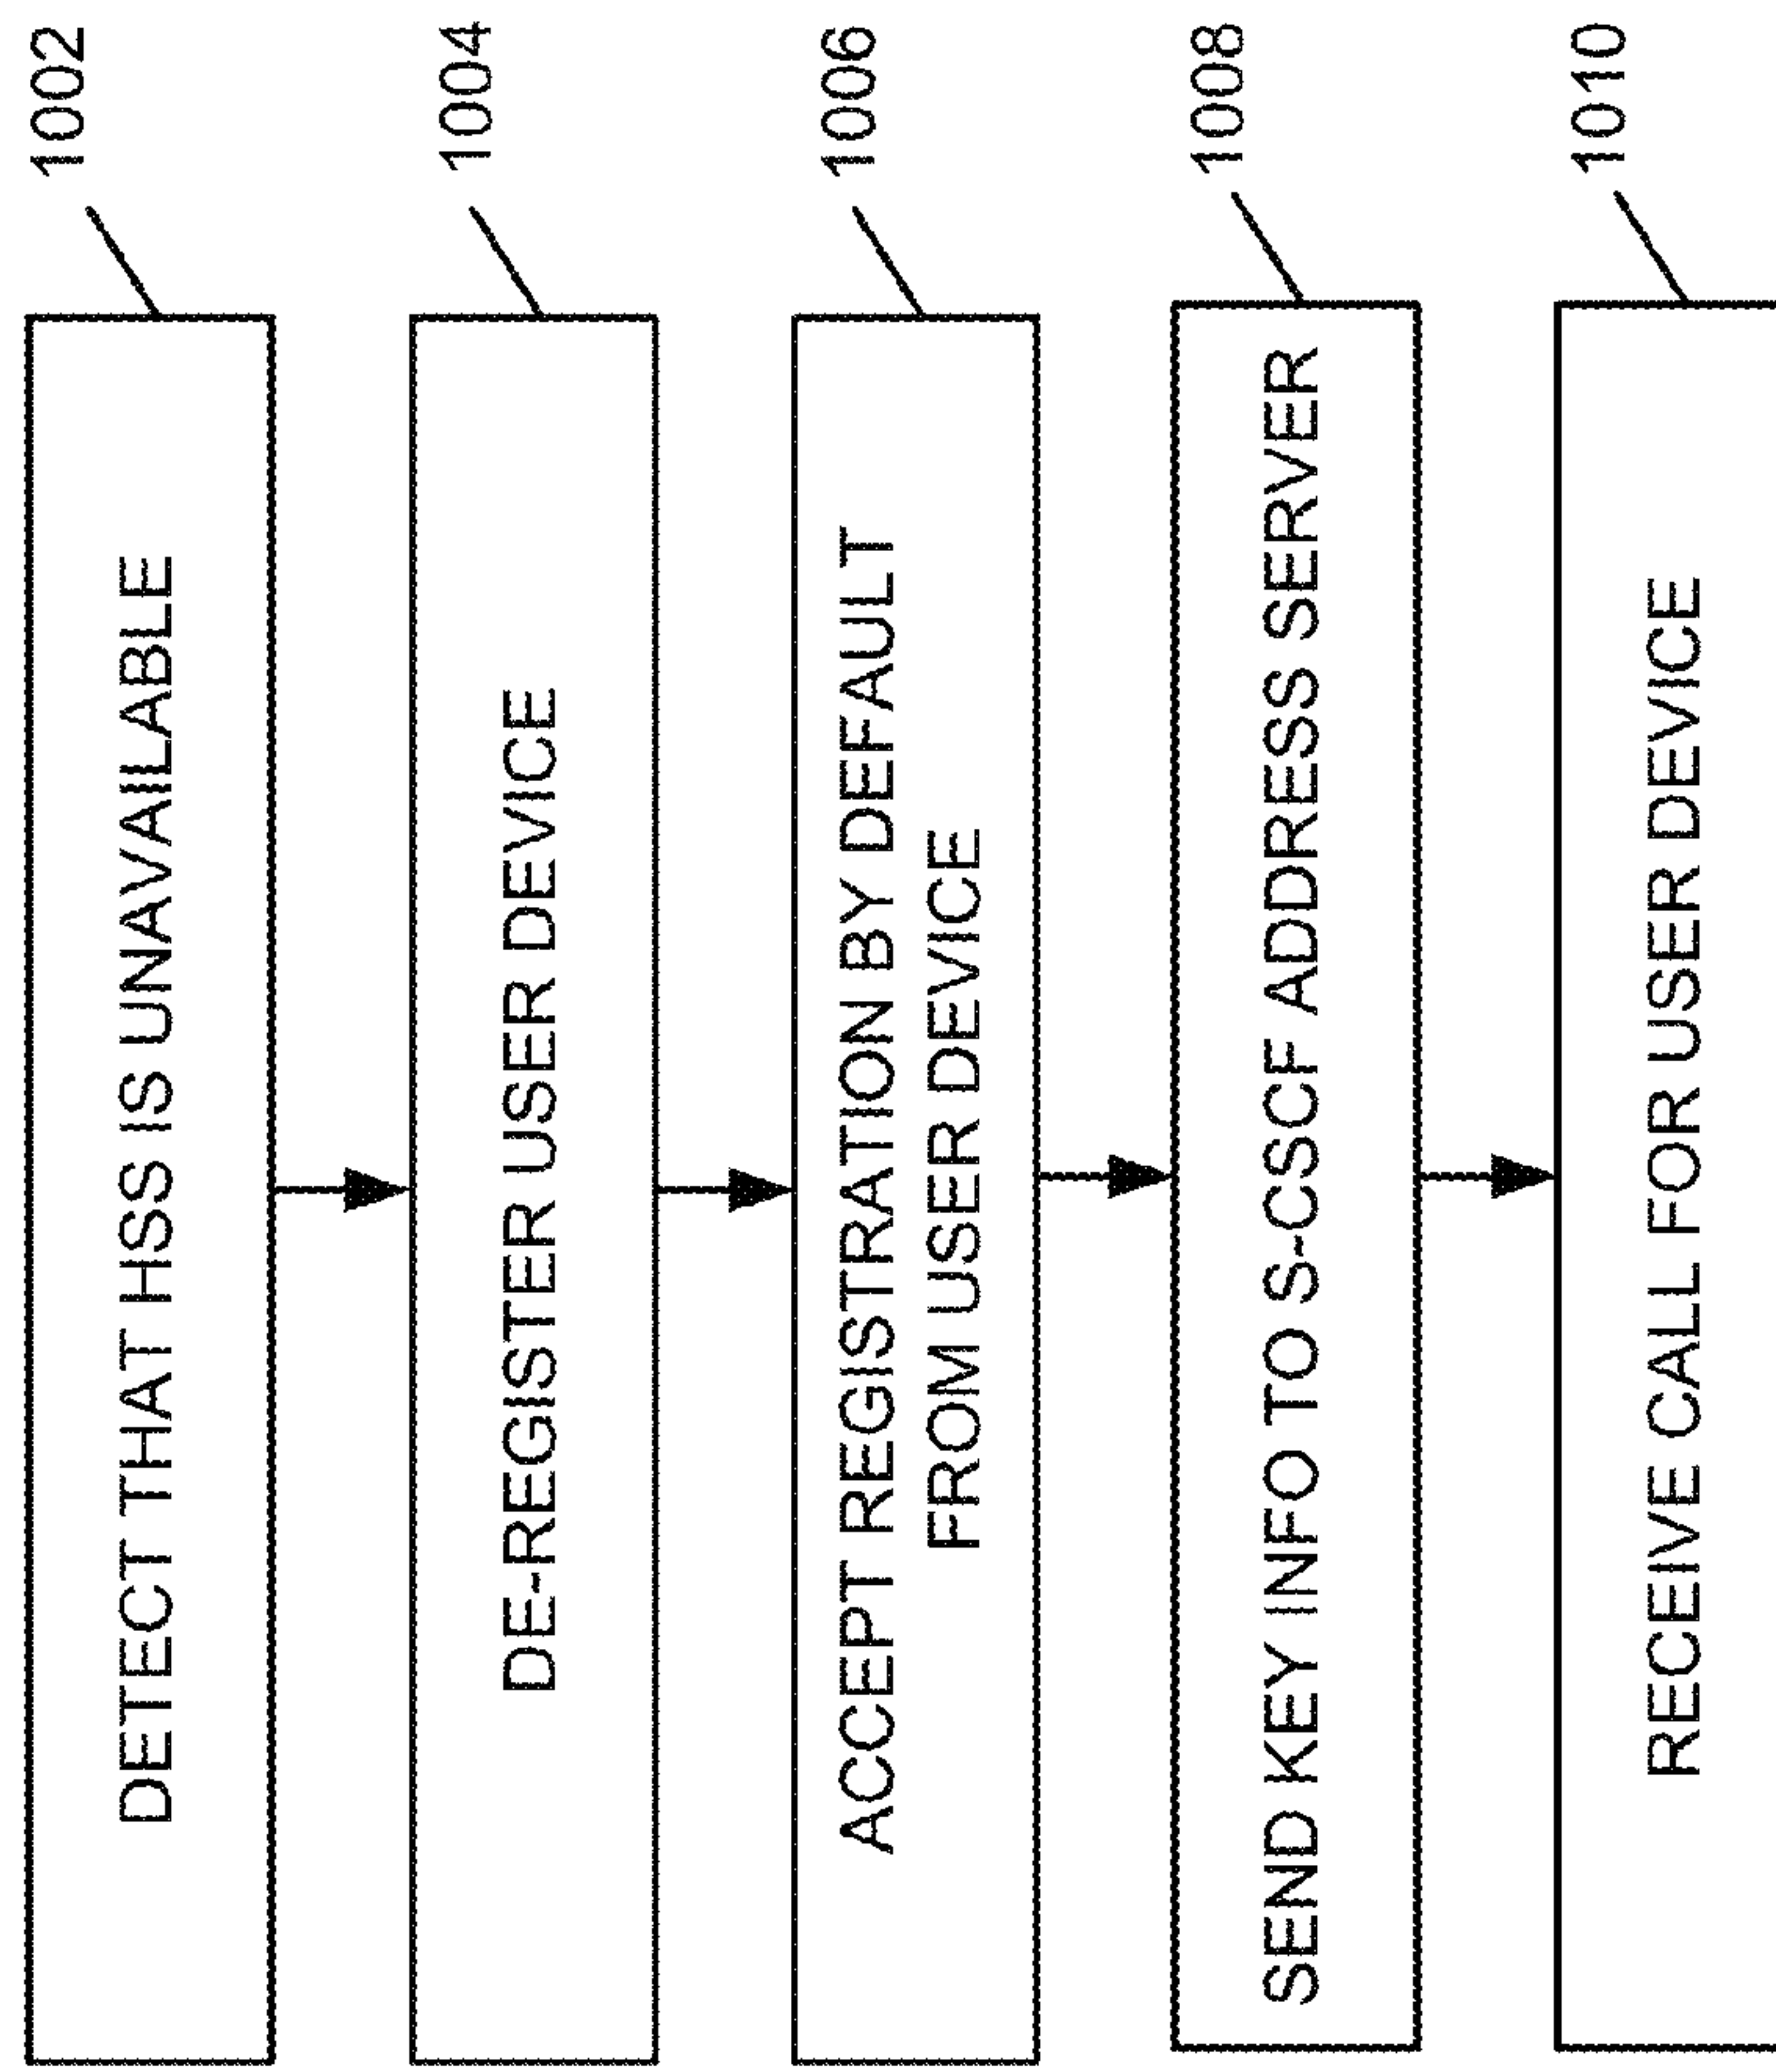 1002
DETECT THAT HSS IS UNAVAILABLE
1004
DE-REGISTER USER DEVICE
1006
ACCEPT REGISTRATION BY DEFAULT
FROM USER DEVICE
1008
SEND KEY INFO TO S-CSCF ADDRESS SERVER
1010
RECEIVE CALL FOR USER DEVICE